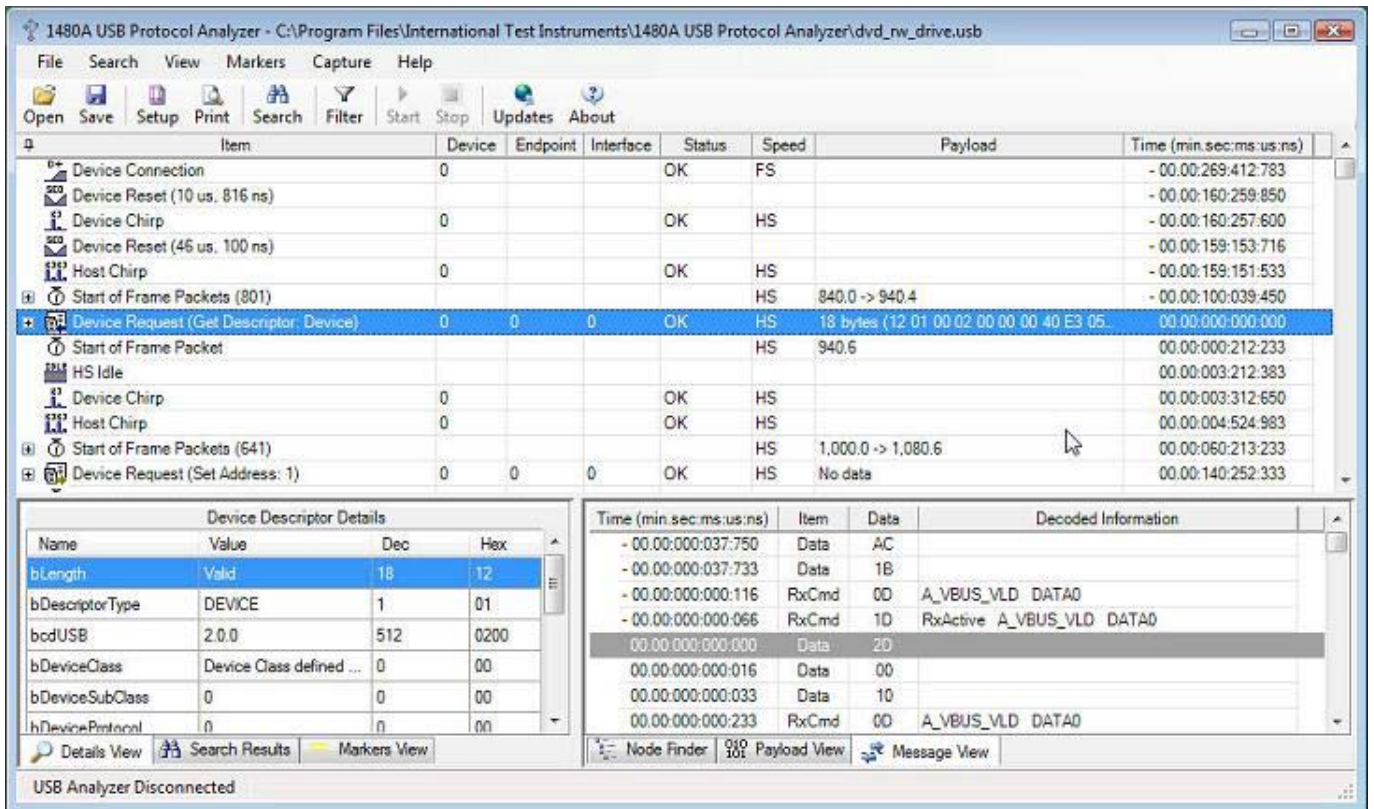 1480A USB Protocol Analyzer - C:\Program Files\International Test Instruments\1480A USB Protocol Analyzer\dvd_rw_drive.usb
File Search View Markers Capture Help
Open Save Setup Print Search Filter Start Stop Updates About
Item Device Endpoint Interface Status Speed Payload Time (min.sec:ms:us:ns)
Device Connection 0 OK FS - 00.00:269:412:783
Device Reset (10 us, 816 ns) - 00.00:160:259:850
Device Chirp 0 OK HS - 00.00:160:257:600
Device Reset (46 us, 100 ns) - 00.00:159:153:716
Host Chirp 0 OK HS - 00.00:159:151:533
Start of Frame Packets (801) HS 840.0 -> 940.4 - 00.00:100:039:450
Device Request (Get Descriptor: Device) 0 0 0 OK HS 18 bytes (12 01 00 02 00 00 00 40 E3 05... 00.00:000:000:000
Start of Frame Packet HS 940.6 00.00:000:212:233
HS Idle 00.00:003:212:383
Device Chirp 0 OK HS 00.00:003:312:650
Host Chirp 0 OK HS 00.00:004:524:983
Start of Frame Packets (641) HS 1,000.0 -> 1,080.6 00.00:060:213:233
Device Request (Set Address: 1) 0 0 0 OK HS No data 00.00:140:252:333
Device Descriptor Details
Name Value Dec Hex
bLength Valid 18 12
bDescriptorType DEVICE 1 01
bcdUSB 2.0.0 512 0200
bDeviceClass Device Class defined ... 0 00
bDeviceSubClass 0 0 00
bDeviceProtocol 0 0 00
Details View Search Results Markers View
Time (min.sec:ms:us:ns) Item Data Decoded Information
- 00.00:000:037:750 Data AC
- 00.00:000:037:733 Data 1B
- 00.00:000:000:116 RxCmd 0D A_VBUS_VLD DATA0
- 00.00:000:000:066 RxCmd 1D RxActive A_VBUS_VLD DATA0
00.00:000:000:000 Data 2D
00.00:000:000:016 Data 00
00.00:000:000:033 Data 10
00.00:000:000:233 RxCmd 0D A_VBUS_VLD DATA0
Node Finder Payload View Message View
USB Analyzer Disconnected